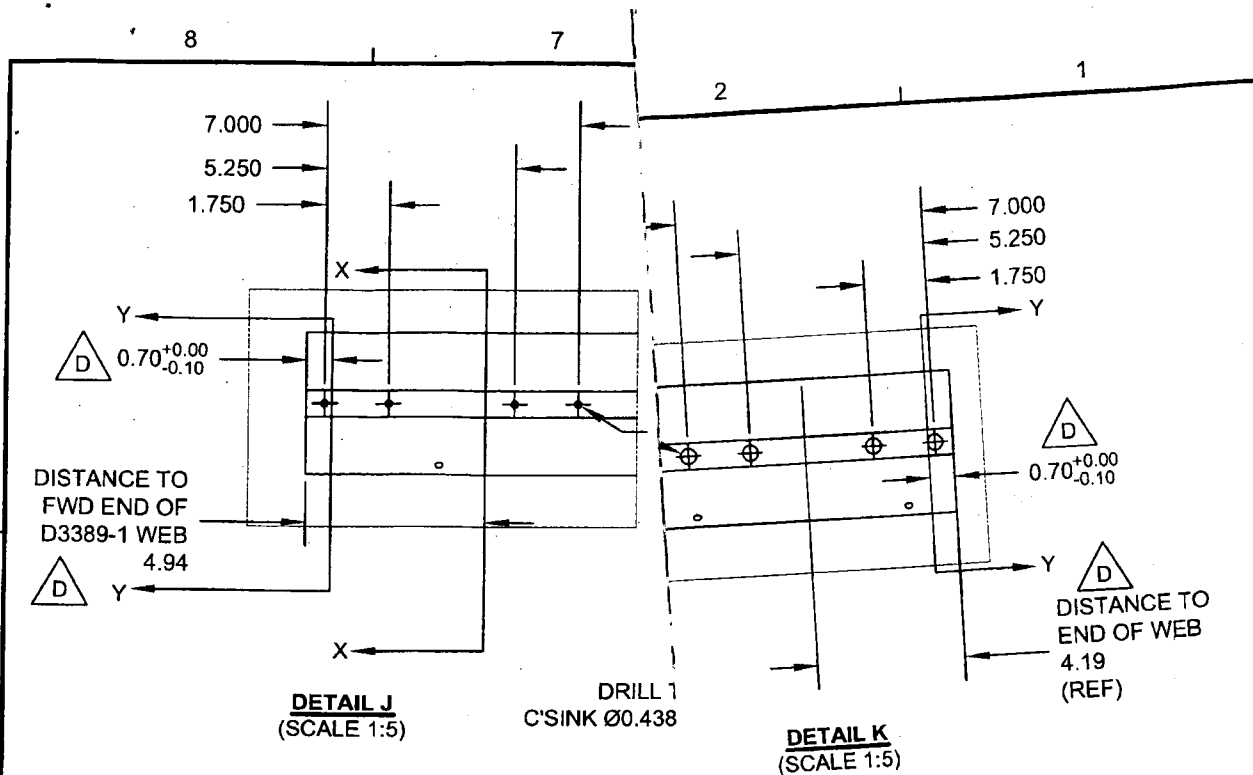 8
7
7.000
5.250
1.750
X
Y
D
0.70 +0.00 -0.10
DISTANCE TO
FWD END OF
D3389-1 WEB
4.94
D
Y
X
DETAIL J
(SCALE 1:5)
DRILL
C'SINK Ø0.438
2
1
7.000
5.250
1.750
Y
D
0.70 +0.00 -0.10
Y
D
DISTANCE TO
END OF WEB
4.19
(REF)
DETAIL K
(SCALE 1:5)